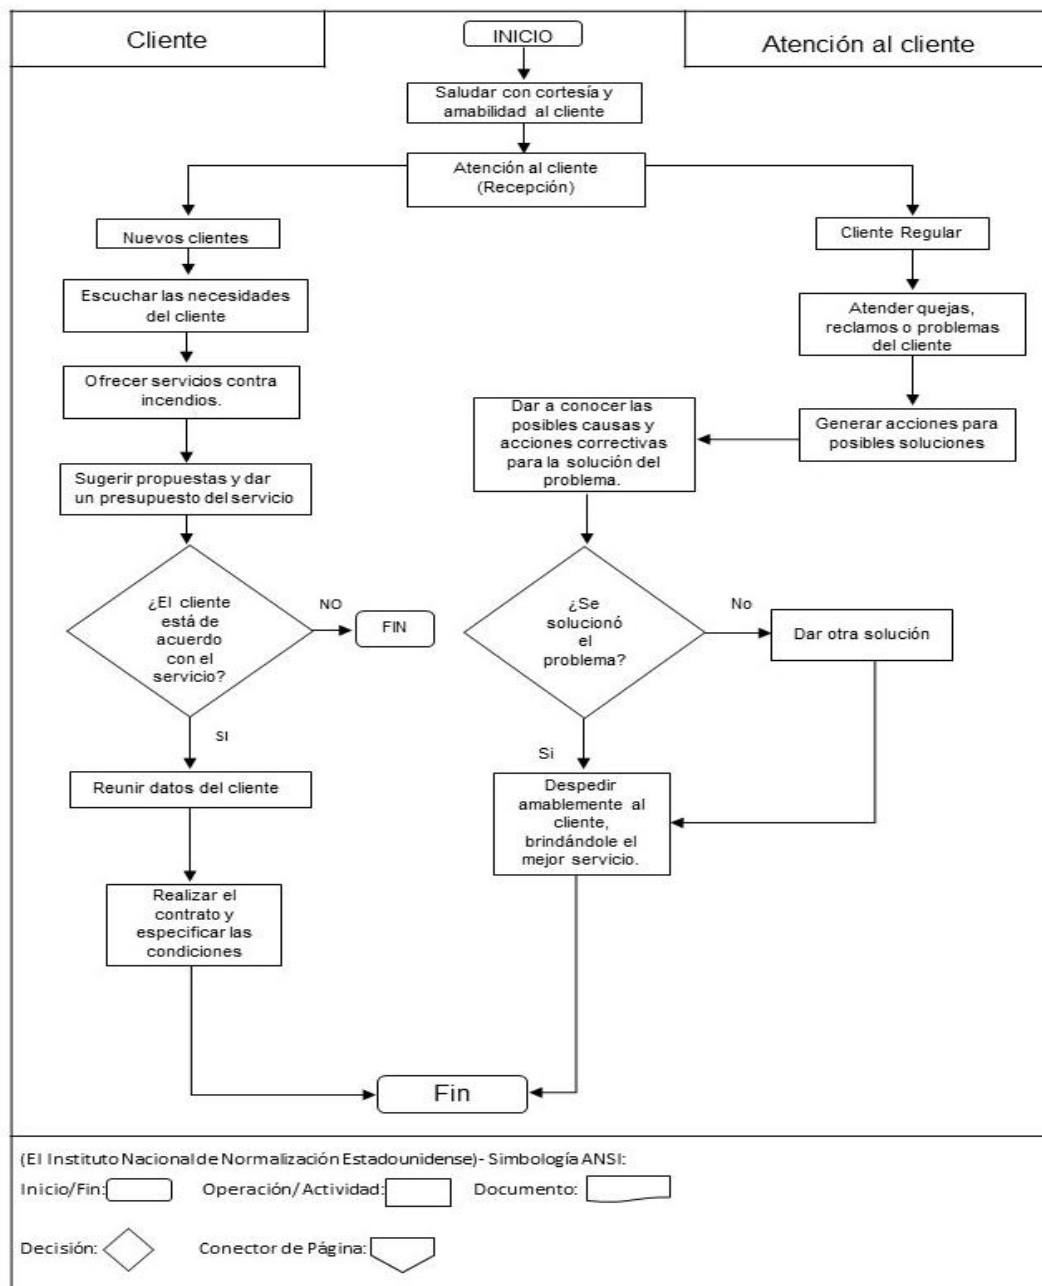 Cliente
INICIO
Atención al cliente
Saludar con cortesía y
amabilidad al cliente
Atención al cliente
(Recepción)
Nuevos clientes
Cliente Regular
Escuchar las necesidades
del cliente
Atender quejas,
reclamos o problemas
del cliente
Ofrecer servicios contra
incendios.
Dar a conocer las
posibles causas y
acciones correctivas
para la solución del
problema.
Generar acciones para
posibles soluciones
Sugerir propuestas y dar
un presupuesto del servicio
¿El cliente
está de
acuerdo
con el
servicio?
NO
FIN
SI
¿Se
solucionó
el
problema?
No
Dar otra solución
Si
Reunir datos del cliente
Despedir
amablemente al
cliente,
brindándole el
mejor servicio.
Realizar el
contrato y
especificar las
condiciones
Fin
(El Instituto Nacional de Normalización Estadounidense)- Simbología ANSI:
Inicio/Fin: Operación/Actividad: Documento:
Decisión: Conector de Página: